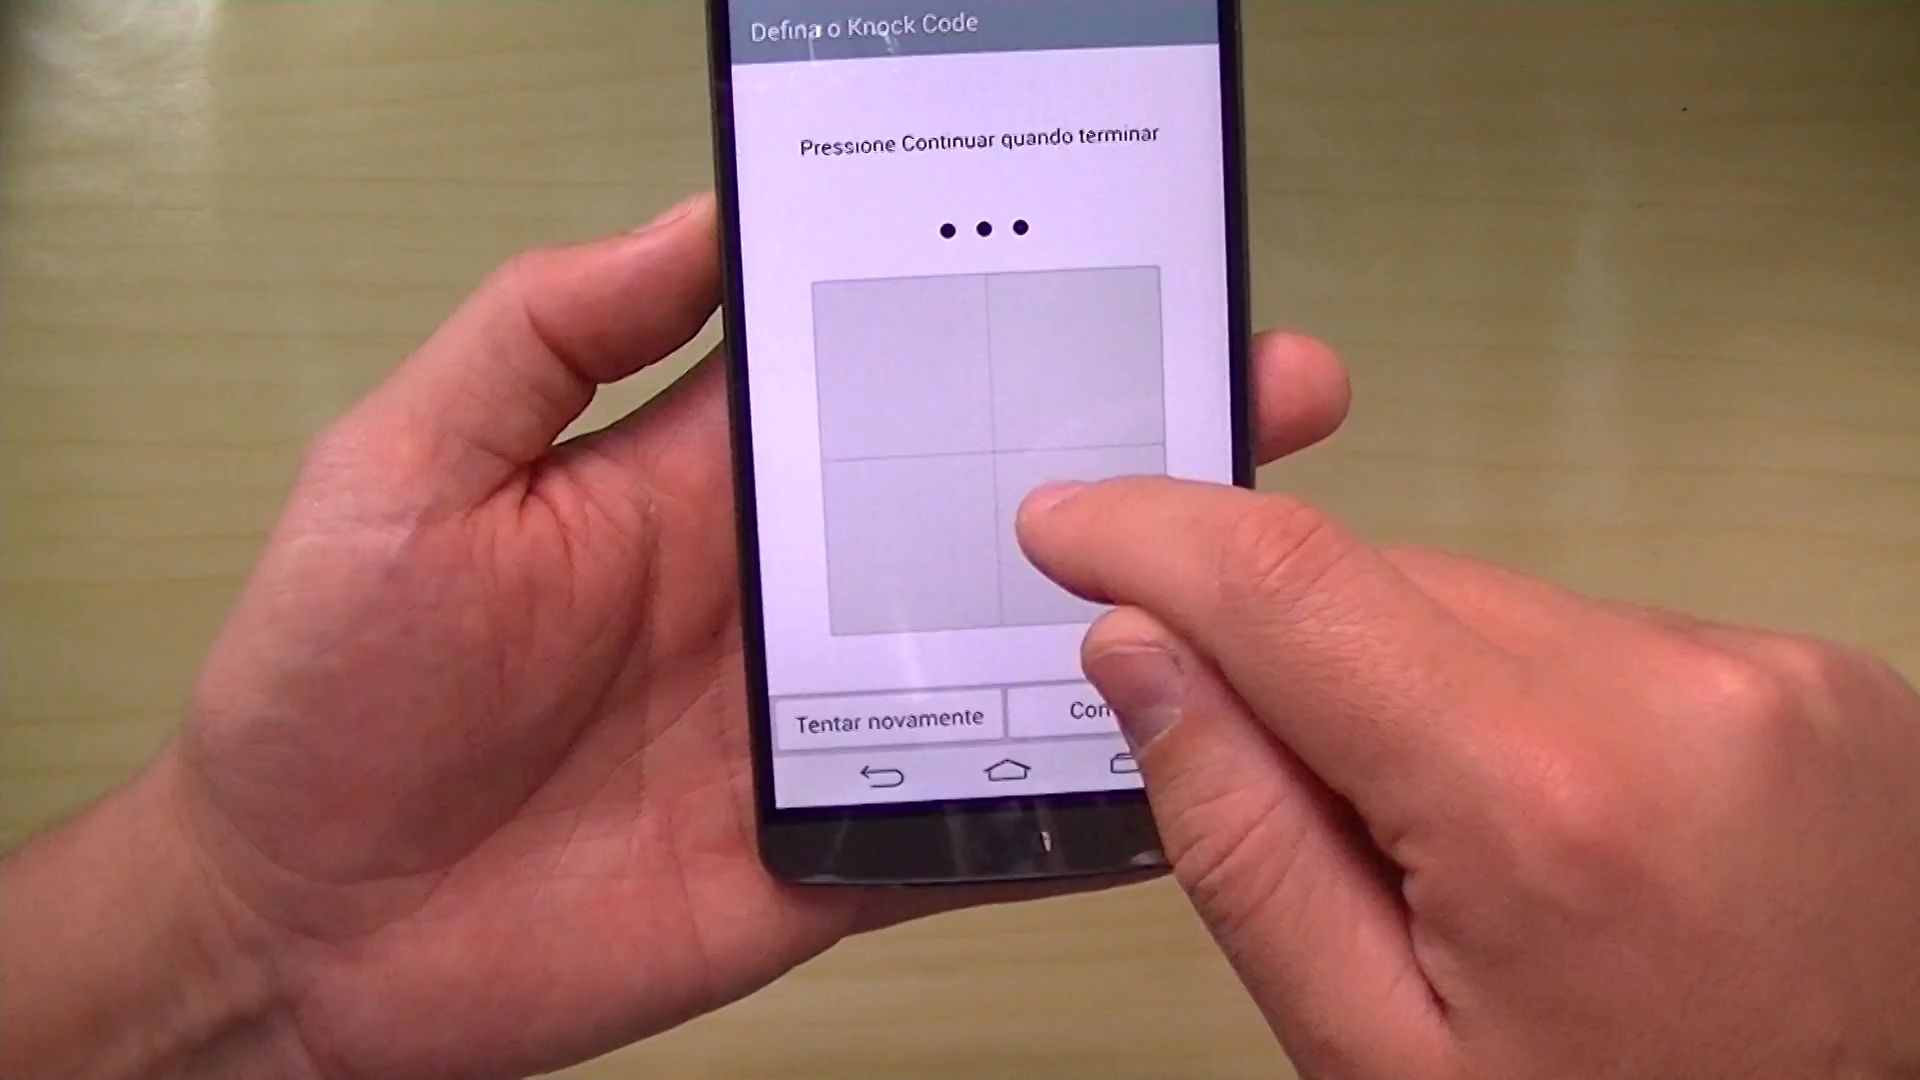 Defina o Knock Code
Pressione Continuar quando terminar
Tentar novamente
Con